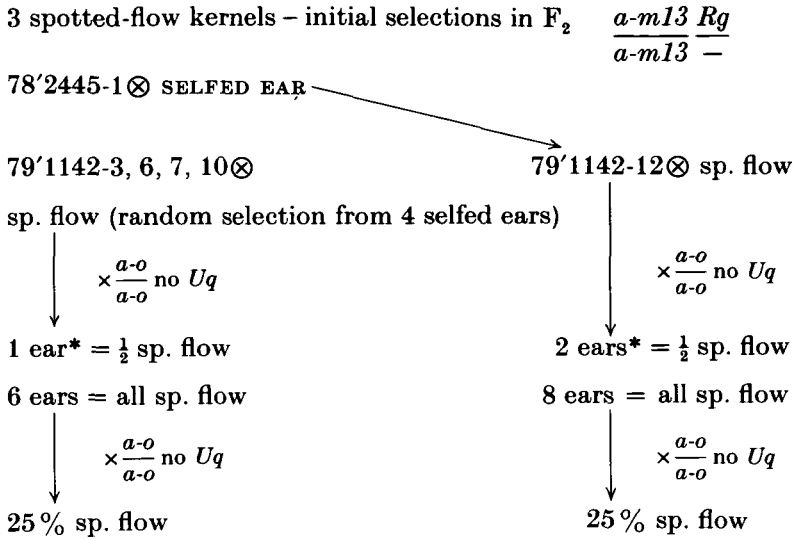 3 spotted-flow kernels – initial selections in F₂ a-m13 Rg / a-m13 –
78′2445-1⊗ SELFED EAR
79′1142-3, 6, 7, 10⊗
79′1142-12⊗ sp. flow
sp. flow (random selection from 4 selfed ears)
× a-o/a-o no Uq
× a-o/a-o no Uq
1 ear* = ½ sp. flow
2 ears* = ½ sp. flow
6 ears = all sp. flow
8 ears = all sp. flow
× a-o/a-o no Uq
× a-o/a-o no Uq
25% sp. flow
25% sp. flow